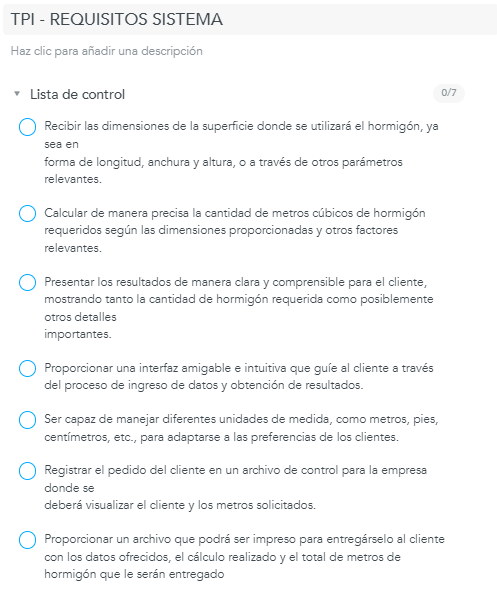 TPI - REQUISITOS SISTEMA
Haz clic para añadir una descripción
Lista de control
0/7
Recibir las dimensiones de la superficie donde se utilizará el hormigón, ya
sea en
forma de longitud, anchura y altura, o a través de otros parámetros
relevantes.
Calcular de manera precisa la cantidad de metros cúbicos de hormigón
requeridos según las dimensiones proporcionadas y otros factores
relevantes.
Presentar los resultados de manera clara y comprensible para el cliente,
mostrando tanto la cantidad de hormigón requerida como posiblemente
otros detalles
importantes.
Proporcionar una interfaz amigable e intuitiva que guíe al cliente a través
del proceso de ingreso de datos y obtención de resultados.
Ser capaz de manejar diferentes unidades de medida, como metros, pies,
centímetros, etc., para adaptarse a las preferencias de los clientes.
Registrar el pedido del cliente en un archivo de control para la empresa
donde se
deberá visualizar el cliente y los metros solicitados.
Proporcionar un archivo que podrá ser impreso para entregárselo al cliente
con los datos ofrecidos, el cálculo realizado y el total de metros de
hormigón que le serán entregado